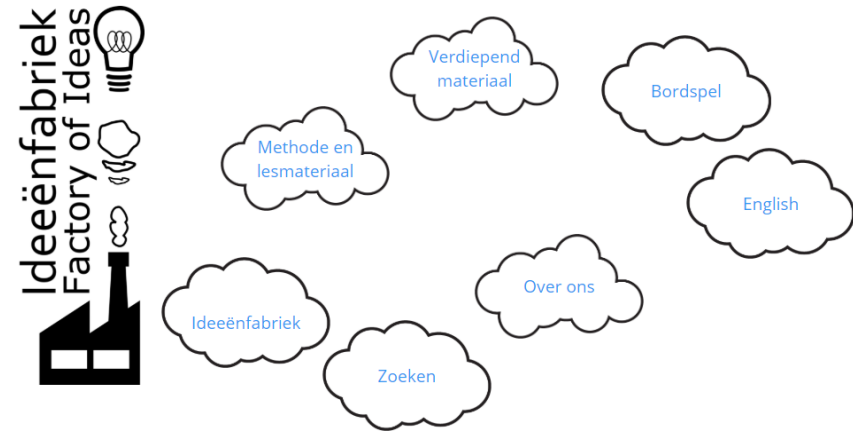 Ideeënfabriek
Factory of Ideas
Verdiepend
materiaal
Bordspel
Methode en
lesmateriaal
English
Over ons
Ideeënfabriek
Zoeken